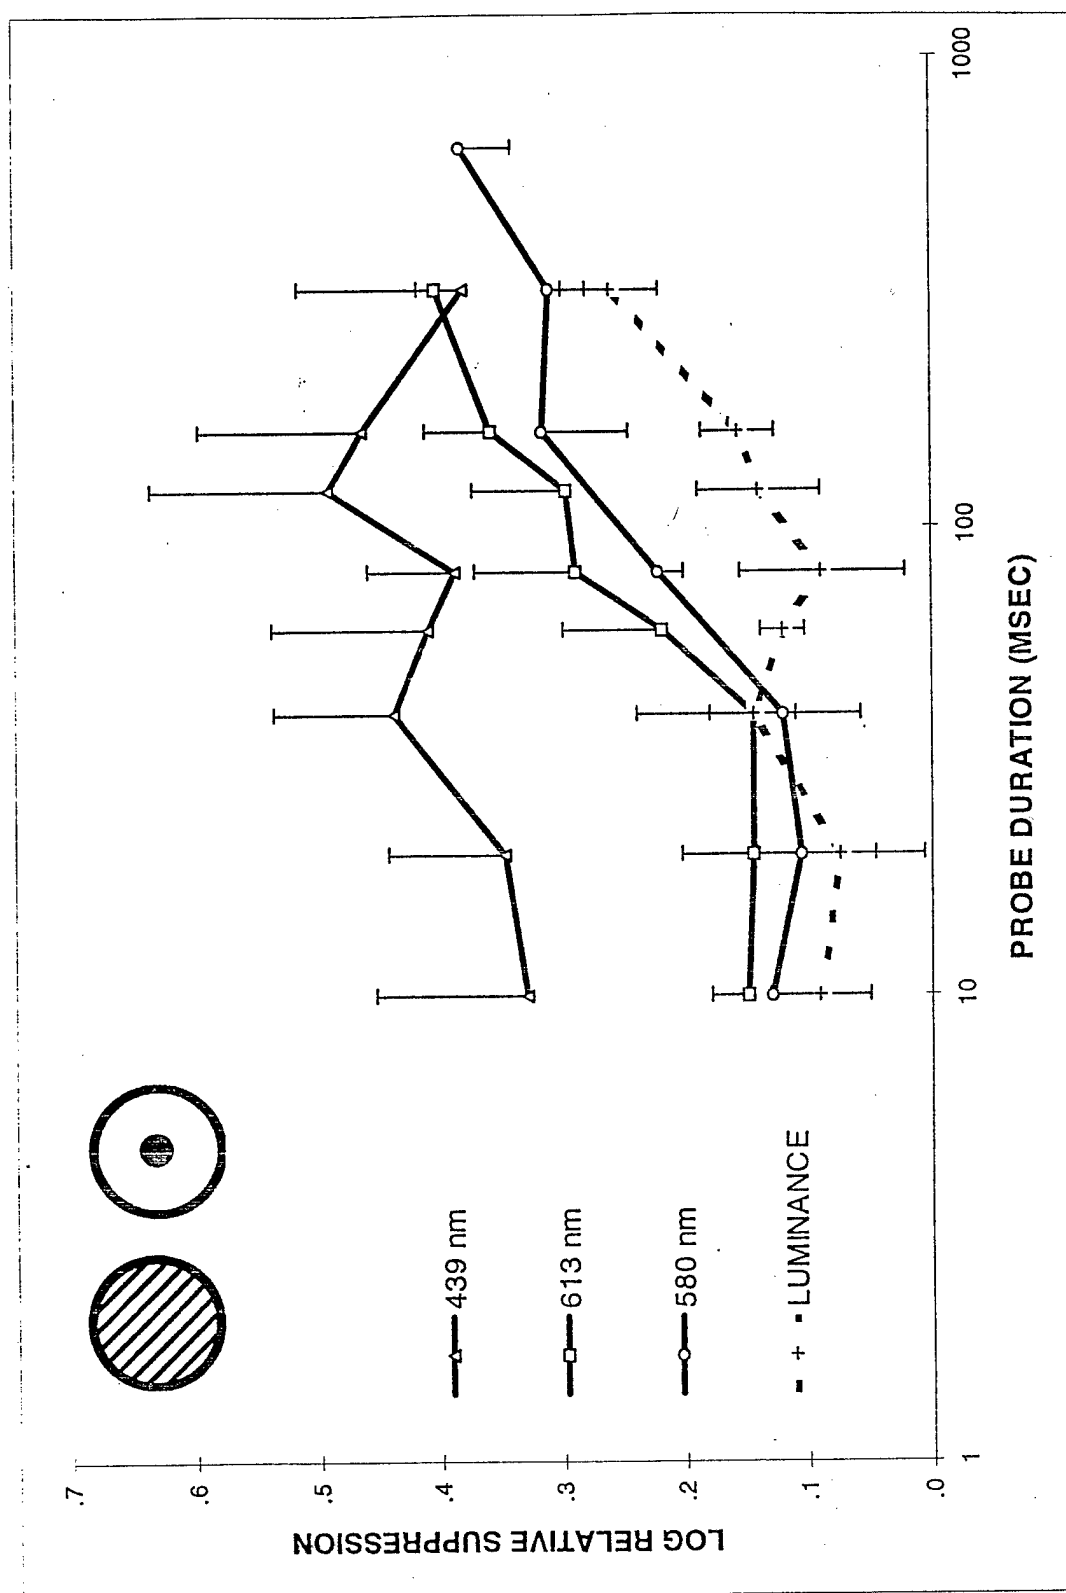 LOG RELATIVE SUPPRESSION
.7
.6
.5
.4
.3
.2
.1
.0
1
10
100
1000
PROBE DURATION (MSEC)
439 nm
613 nm
580 nm
LUMINANCE